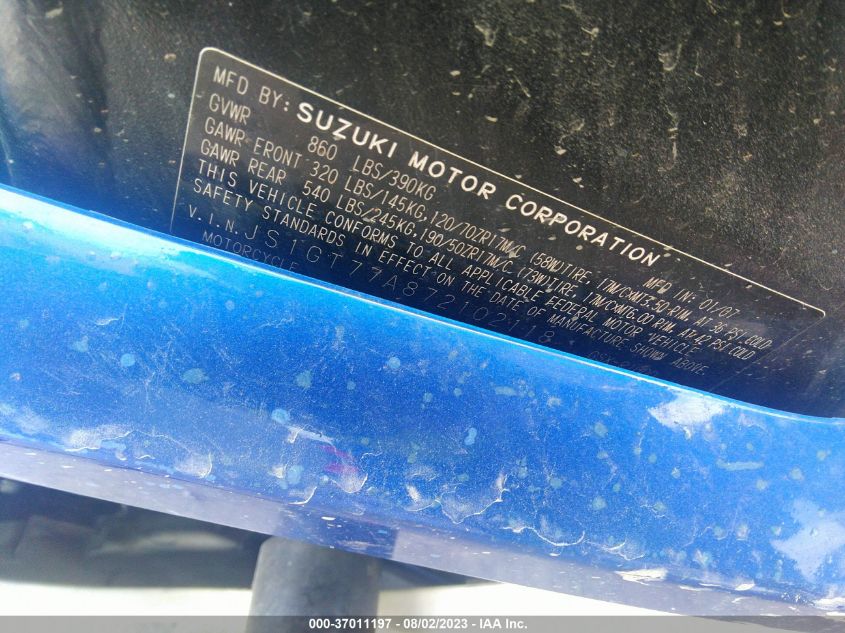 MFD BY: SUZUKI MOTOR CORPORATION
GVWR 860 LBS/390KG MFG IN: 01/07
GAWR FRONT 320 LBS/145KG,120/70ZR17M/C (58W)TIRE 17M/CXMT3.50-RIM, AT 36 PSI.COLD
GAWR REAR 540 LBS/245KG,190/50ZR17M/C (73W)TIRE 17M/CXMT6.00-RIM, AT 42 PSI.COLD
THIS VEHICLE CONFORMS TO ALL APPLICABLE FEDERAL MOTOR VEHICLE
SAFETY STANDARDS IN EFFECT ON THE DATE OF MANUFACTURE SHOWN ABOVE.
V.I.N. JS1GT77A872102118
MOTORCYCLE
000-37011197 - 08/02/2023 - IAA Inc.